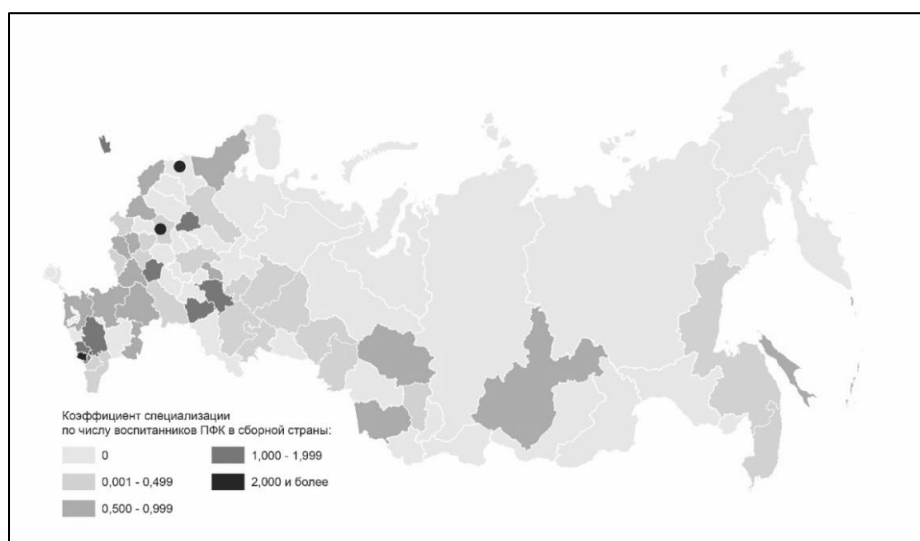 Коэффициент специализации
по числу воспитанников ПФК в сборной страны:
0
1,000 - 1,999
0,001 - 0,499
2,000 и более
0,500 - 0,999